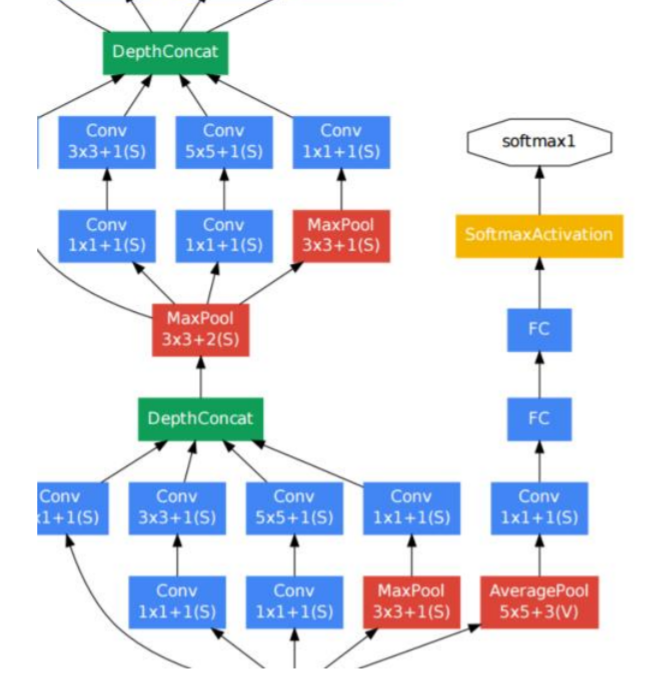 DepthConcat
Conv
3x3+1(S)
Conv
5x5+1(S)
Conv
1x1+1(S)
softmax1
Conv
1x1+1(S)
Conv
1x1+1(S)
MaxPool
3x3+1(S)
SoftmaxActivation
MaxPool
3x3+2(S)
FC
DepthConcat
FC
Conv
x1+1(S)
Conv
3x3+1(S)
Conv
5x5+1(S)
Conv
1x1+1(S)
Conv
1x1+1(S)
Conv
1x1+1(S)
Conv
1x1+1(S)
MaxPool
3x3+1(S)
AveragePool
5x5+3(V)